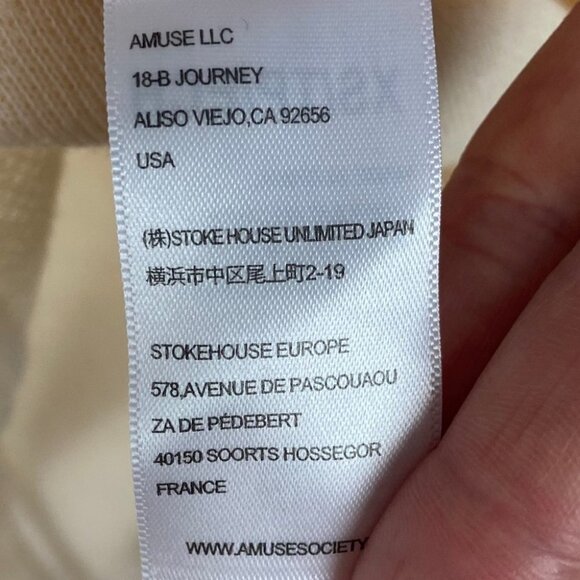 AMUSE LLC
18-B JOURNEY
ALISO VIEJO,CA 92656
USA
(株)STOKE HOUSE UNLIMITED JAPAN
横浜市中区尾上町2-19
STOKEHOUSE EUROPE
578,AVENUE DE PASCOUAOU
ZA DE PÉDEBERT
40150 SOORTS HOSSEGOR
FRANCE
WWW.AMUSESOCIETY